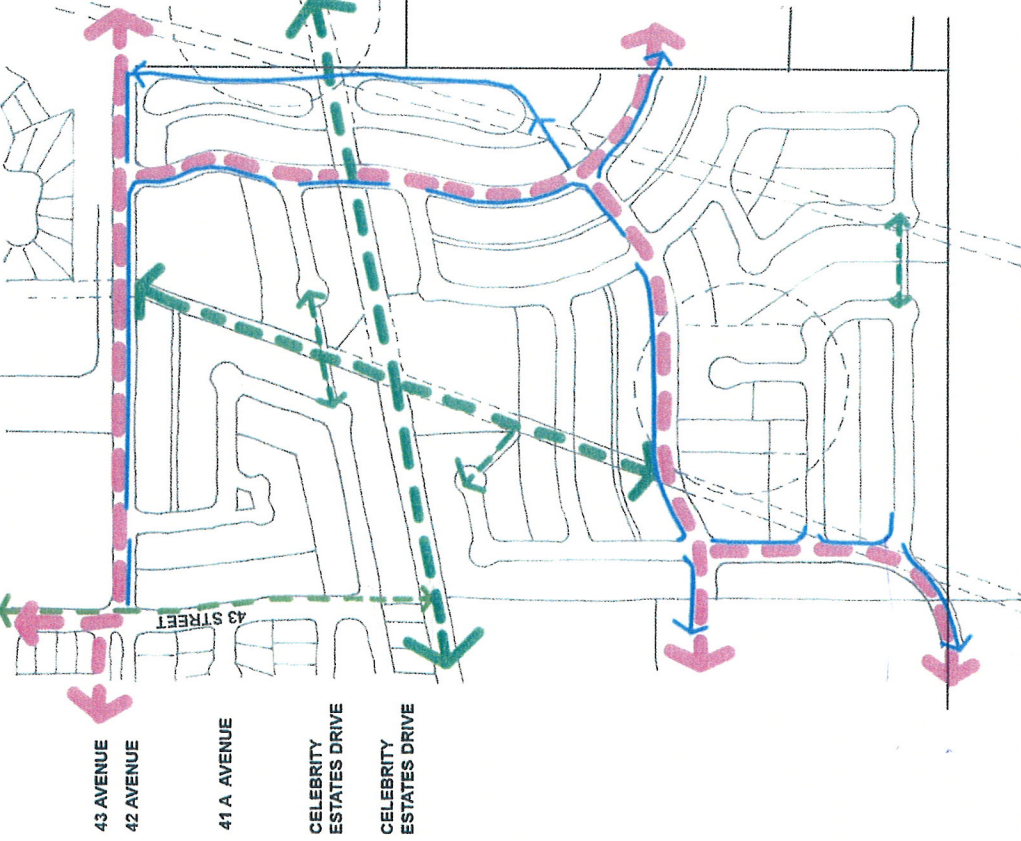 43 STREET
43 AVENUE
42 AVENUE
41 A AVENUE
CELEBRITY
ESTATES DRIVE
CELEBRITY
ESTATES DRIVE